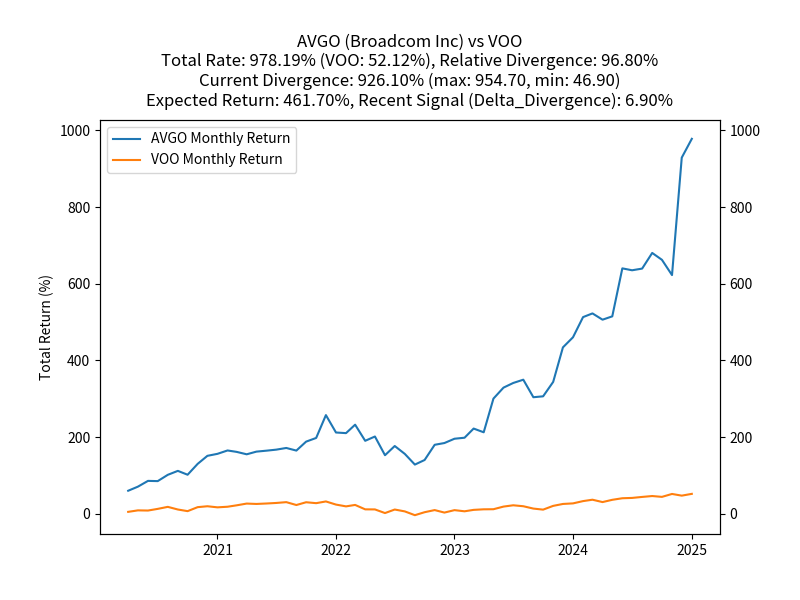 AVGO (Broadcom Inc) vs VOO
Total Rate: 978.19% (VOO: 52.12%), Relative Divergence: 96.80%
Current Divergence: 926.10% (max: 954.70, min: 46.90)
Expected Return: 461.70%, Recent Signal (Delta_Divergence): 6.90%
AVGO Monthly Return
VOO Monthly Return
Total Return (%)
1000
800
600
400
200
0
1000
800
600
400
200
0
2021
2022
2023
2024
2025